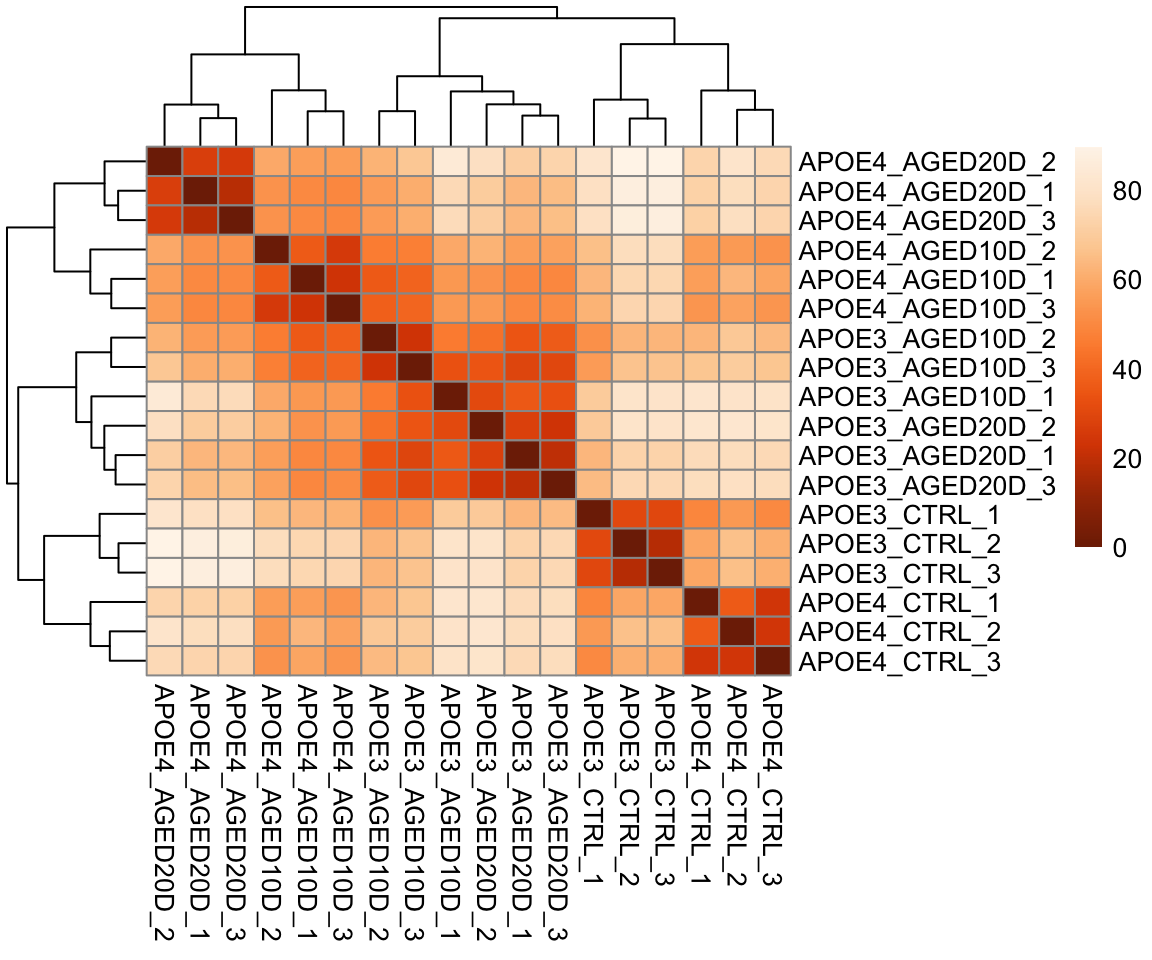 APOE4_AGED20D_2
APOE4_AGED20D_1
APOE4_AGED20D_3
APOE4_AGED10D_2
APOE4_AGED10D_1
APOE4_AGED10D_3
APOE3_AGED10D_2
APOE3_AGED10D_3
APOE3_AGED10D_1
APOE3_AGED20D_2
APOE3_AGED20D_1
APOE3_AGED20D_3
APOE3_CTRL_1
APOE3_CTRL_2
APOE3_CTRL_3
APOE4_CTRL_1
APOE4_CTRL_2
APOE4_CTRL_3
80
60
40
20
0
APOE4_AGED20D_2
APOE4_AGED20D_1
APOE4_AGED20D_3
APOE4_AGED10D_2
APOE4_AGED10D_1
APOE4_AGED10D_3
APOE3_AGED10D_2
APOE3_AGED10D_3
APOE3_AGED10D_1
APOE3_AGED20D_2
APOE3_AGED20D_1
APOE3_AGED20D_3
APOE3_CTRL_1
APOE3_CTRL_2
APOE3_CTRL_3
APOE4_CTRL_1
APOE4_CTRL_2
APOE4_CTRL_3